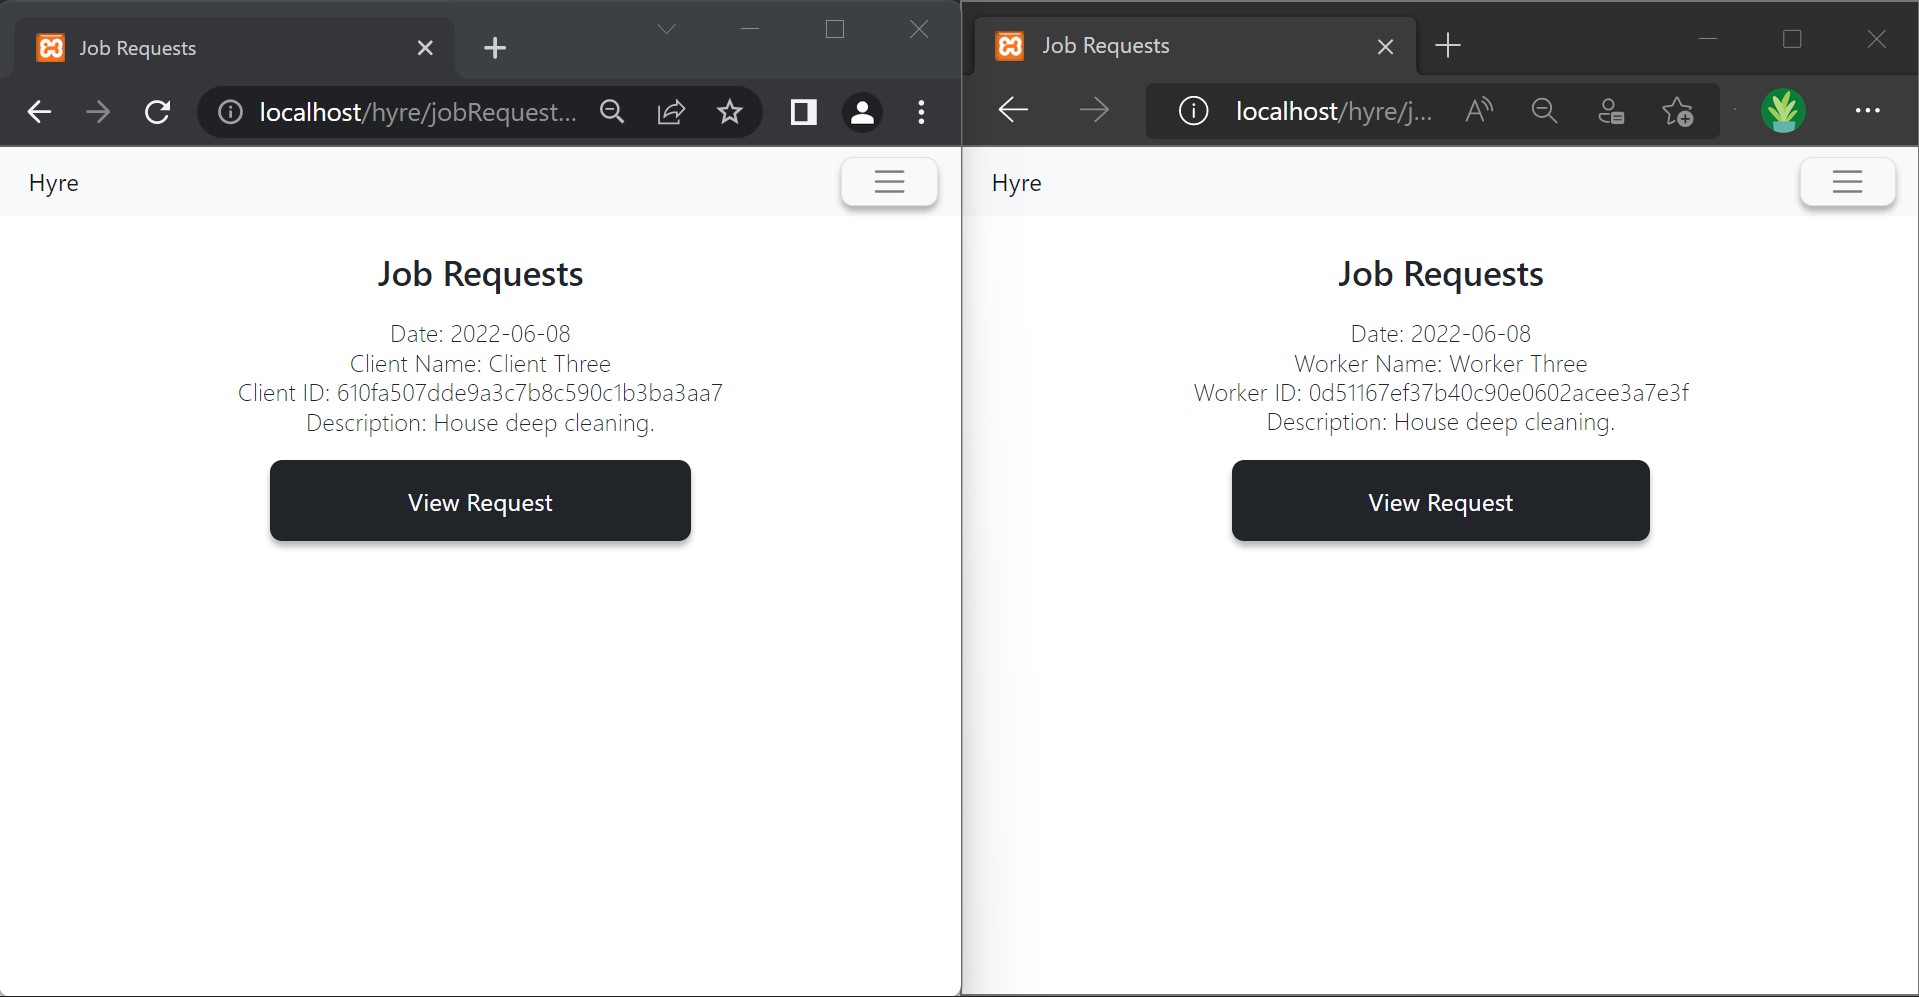 Job Requests
localhost/hyre/jobRequest...
Hyre
Job Requests
Date: 2022-06-08
Client Name: Client Three
Client ID: 610fa507dde9a3c7b8c590c1b3ba3aa7
Description: House deep cleaning.
View Request
Job Requests
localhost/hyre/j...
Hyre
Job Requests
Date: 2022-06-08
Worker Name: Worker Three
Worker ID: 0d51167ef37b40c90e0602acee3a7e3f
Description: House deep cleaning.
View Request